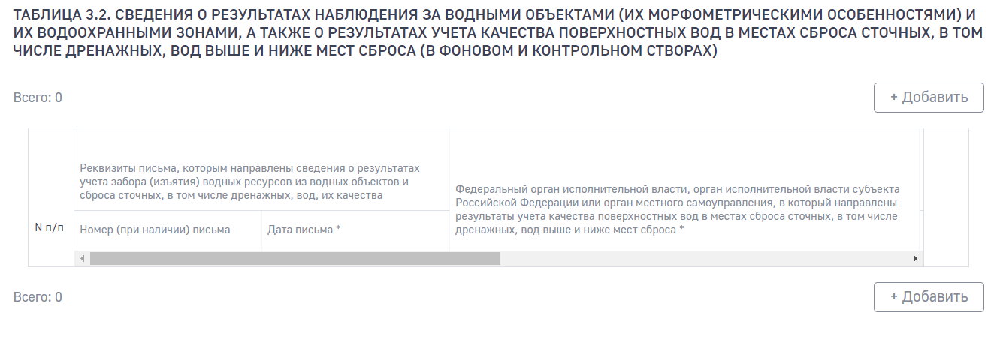 ТАБЛИЦА 3.2. СВЕДЕНИЯ О РЕЗУЛЬТАТАХ НАБЛЮДЕНИЯ ЗА ВОДНЫМИ ОБЪЕКТАМИ (ИХ МОРФОМЕТРИЧЕСКИМИ ОСОБЕННОСТЯМИ) И
ИХ ВОДООХРАННЫМИ ЗОНАМИ, А ТАКЖЕ О РЕЗУЛЬТАТАХ УЧЕТА КАЧЕСТВА ПОВЕРХНОСТНЫХ ВОД В МЕСТАХ СБРОСА СТОЧНЫХ, В ТОМ
ЧИСЛЕ ДРЕНАЖНЫХ, ВОД ВЫШЕ И НИЖЕ МЕСТ СБРОСА (В ФОНОВОМ И КОНТРОЛЬНОМ СТВОРАХ)
Всего: 0
+ Добавить
N п/п
Реквизиты письма, которым направлены сведения о результатах
учета забора (изъятия) водных ресурсов из водных объектов и
сброса сточных, в том числе дренажных, вод, их качества
Номер (при наличии) письма
Дата письма *
Федеральный орган исполнительной власти, орган исполнительной власти субъекта
Российской Федерации или орган местного самоуправления, в который направлены
результаты учета качества поверхностных вод в местах сброса сточных, в том числе
дренажных, вод выше и ниже мест сброса *
Всего: 0
+ Добавить